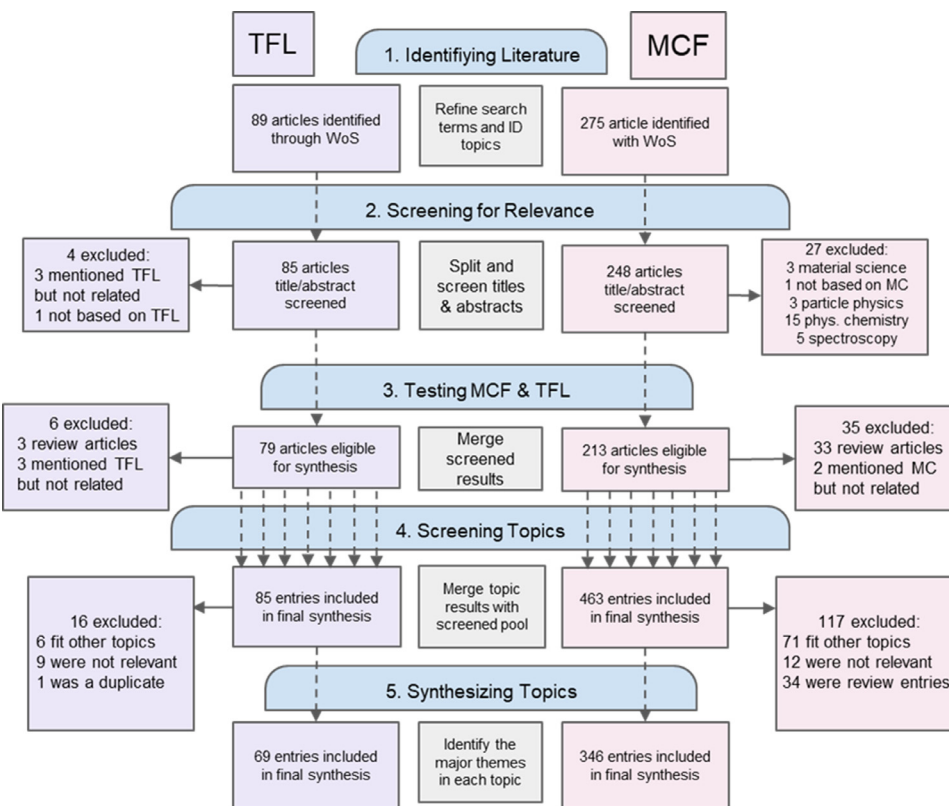 TFL
1. Identifiying Literature
MCF
89 articles identified
through WoS
Refine search
terms and ID
topics
275 article identified
with WoS
2. Screening for Relevance
4 excluded:
3 mentioned TFL
but not related
1 not based on TFL
85 articles
title/abstract
screened
Split and
screen titles
& abstracts
248 articles
title/abstract
screened
27 excluded:
3 material science
1 not based on MC
3 particle physics
15 phys. chemistry
5 spectroscopy
3. Testing MCF & TFL
6 excluded:
3 review articles
3 mentioned TFL
but not related
79 articles eligible
for synthesis
Merge
screened
results
213 articles eligible
for synthesis
35 excluded:
33 review articles
2 mentioned MC
but not related
4. Screening Topics
16 excluded:
6 fit other topics
9 were not relevant
1 was a duplicate
85 entries included
in final synthesis
Merge topic
results with
screened pool
463 entries included
in final synthesis
117 excluded:
71 fit other topics
12 were not relevant
34 were review entries
5. Synthesizing Topics
69 entries included
in final synthesis
Identify the
major themes
in each topic
346 entries included
in final synthesis